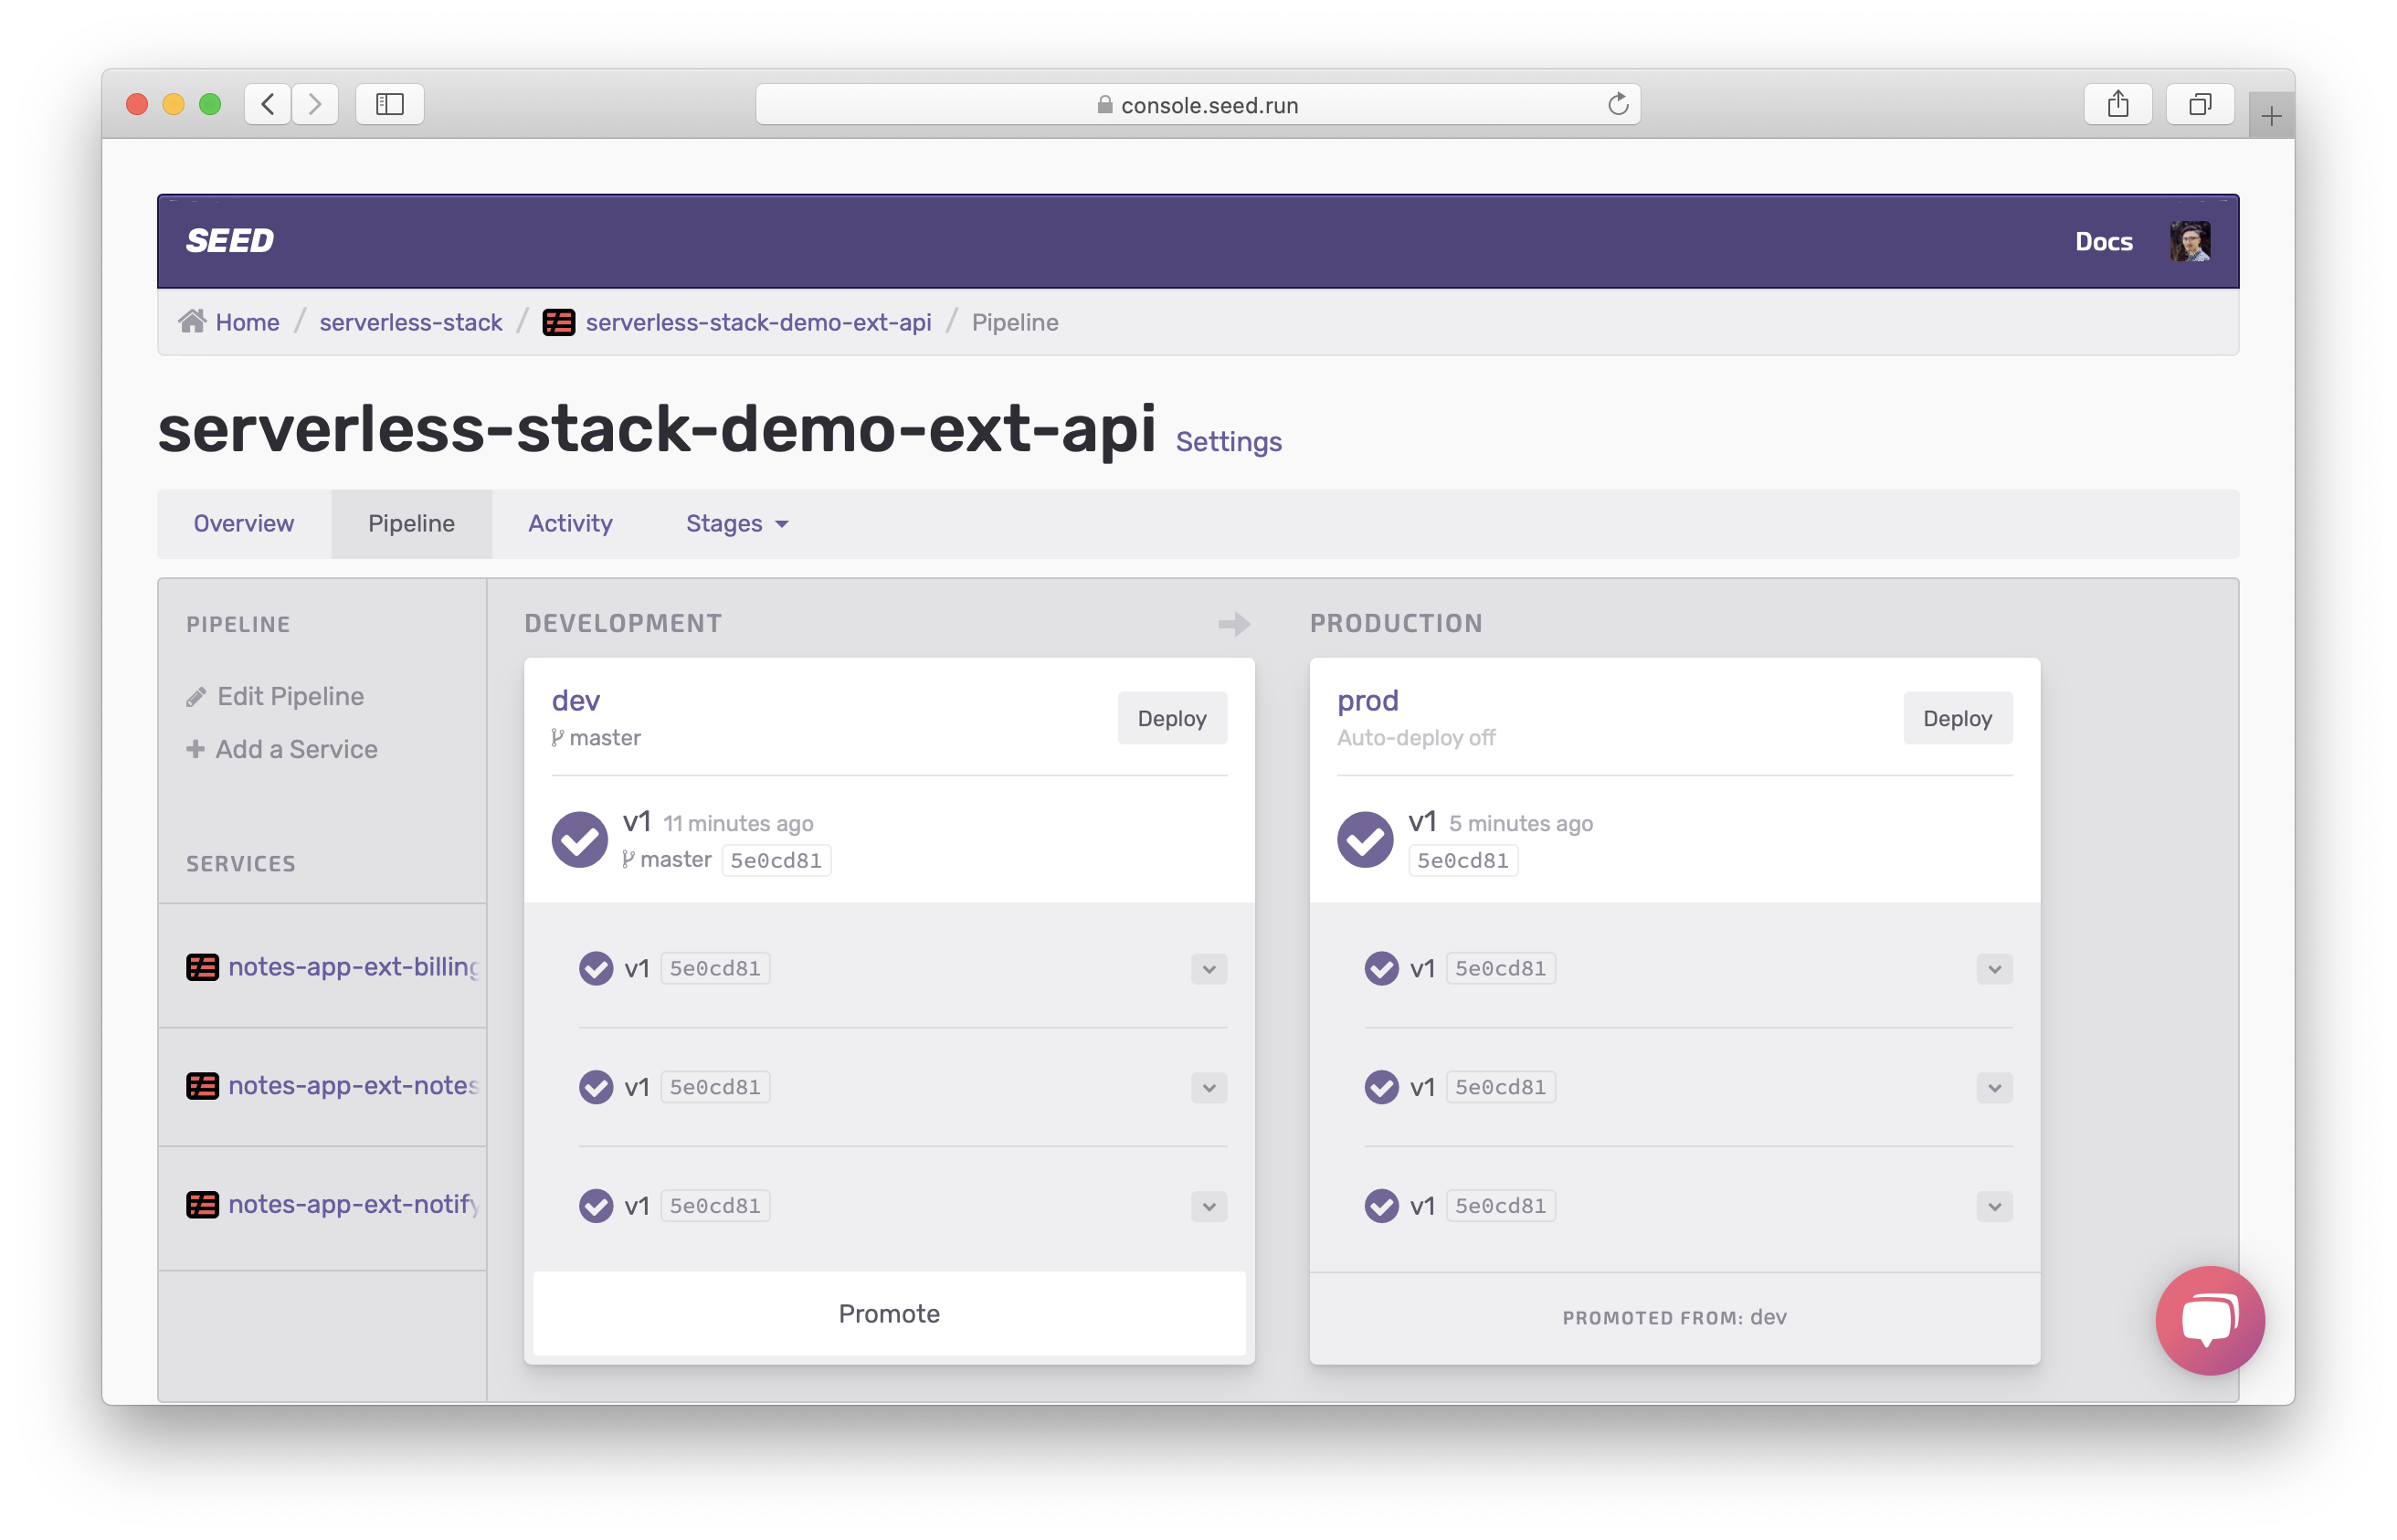 console.seed.run
SEED
Docs
Home / serverless-stack / serverless-stack-demo-ext-api / Pipeline
serverless-stack-demo-ext-api Settings
Overview Pipeline Activity Stages
PIPELINE
Edit Pipeline
+ Add a Service
SERVICES
notes-app-ext-billing
notes-app-ext-notes
notes-app-ext-notify
DEVELOPMENT
dev
master
Deploy
v1 11 minutes ago
master 5e0cd81
v1 5e0cd81
v1 5e0cd81
v1 5e0cd81
Promote
PRODUCTION
prod
Auto-deploy off
Deploy
v1 5 minutes ago
5e0cd81
v1 5e0cd81
v1 5e0cd81
v1 5e0cd81
PROMOTED FROM: dev